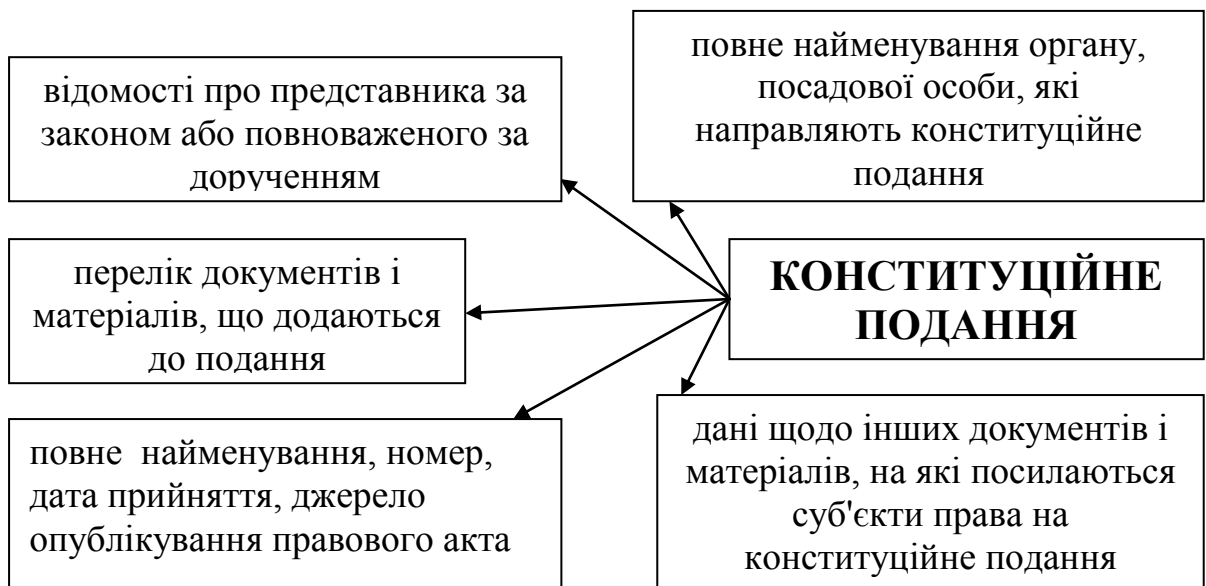 відомості про представника за
законом або повноваженого за
дорученням
повне найменування органу,
посадової особи, які
направляють конституційне
подання
перелік документів і
матеріалів, що додаються
до подання
КОНСТИТУЦІЙНЕ
ПОДАННЯ
повне найменування, номер,
дата прийняття, джерело
опублікування правового акта
дані щодо інших документів і
матеріалів, на які посилаються
суб'єкти права на
конституційне подання